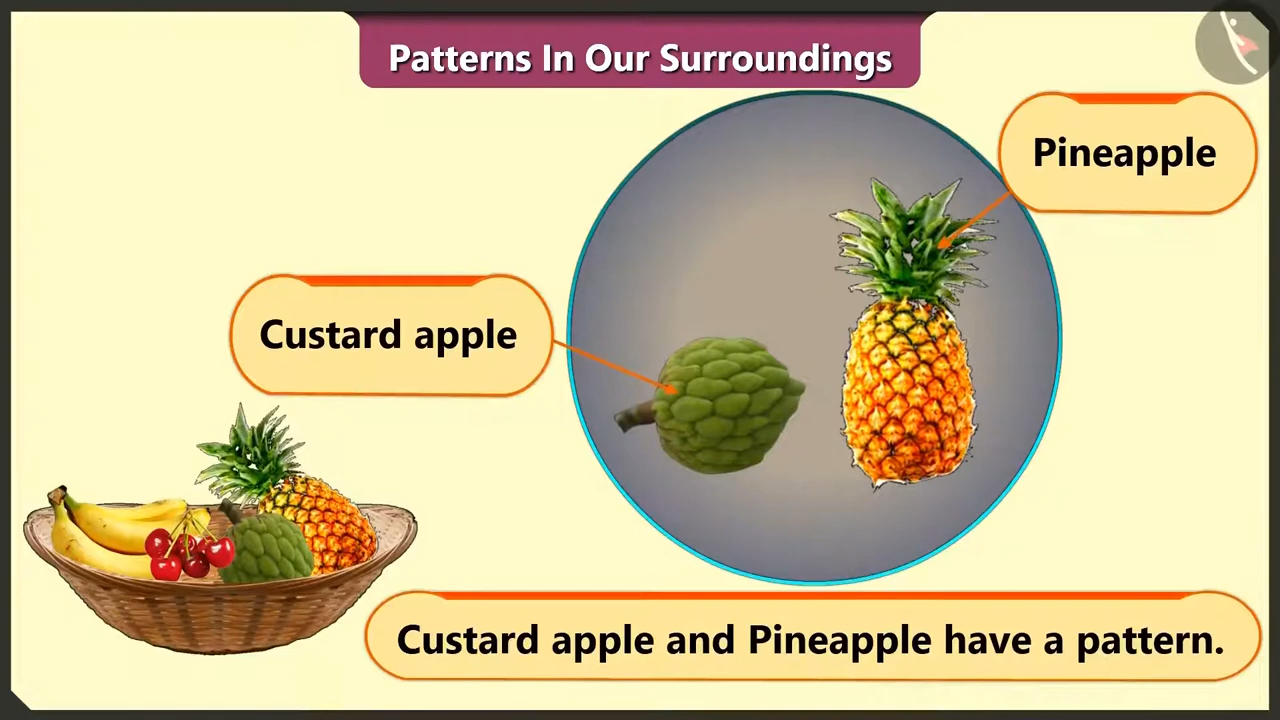 Patterns In Our Surroundings
Pineapple
Custard apple
Custard apple and Pineapple have a pattern.